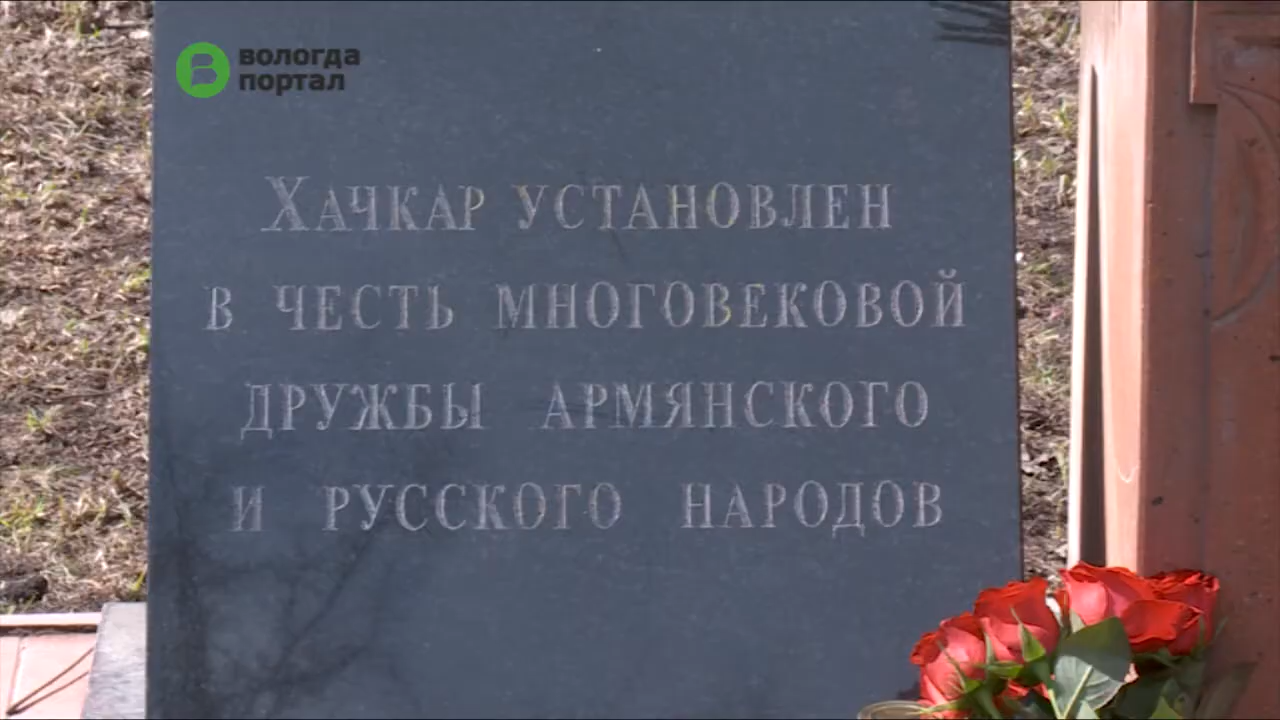 вологда
портал
ХАЧКАР УСТАНОВЛЕН
В ЧЕСТЬ МНОГОВЕКОВОЙ
ДРУЖБЫ АРМЯНСКОГО
И РУССКОГО НАРОДОВ